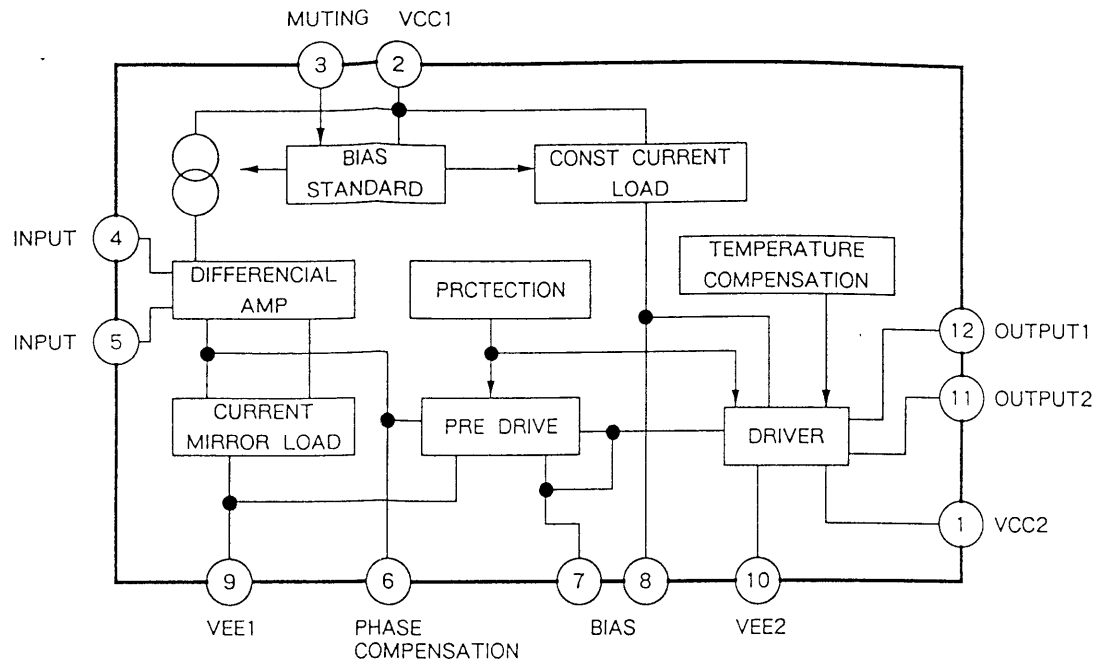 MUTING VCC1
3 2
BIAS
STANDARD
CONST CURRENT
LOAD
INPUT 4
DIFFERENCIAL
AMP
PRCTECTION
TEMPERATURE
COMPENSATION
INPUT 5
12 OUTPUT1
11 OUTPUT2
CURRENT
MIRROR LOAD
PRE DRIVE
DRIVER
1 VCC2
9 6 7 8 10
VEE1
PHASE
COMPENSATION
BIAS
VEE2